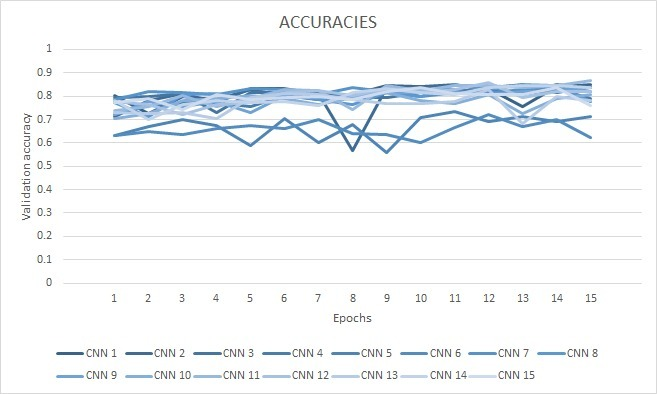 ACCURACIES
1
0.9
0.8
0.7
0.6
0.5
0.4
0.3
0.2
0.1
0
Validation accuracy
1 2 3 4 5 6 7 8 9 10 11 12 13 14 15
Epochs
CNN 1 CNN 2 CNN 3 CNN 4 CNN 5 CNN 6 CNN 7 CNN 8
CNN 9 CNN 10 CNN 11 CNN 12 CNN 13 CNN 14 CNN 15